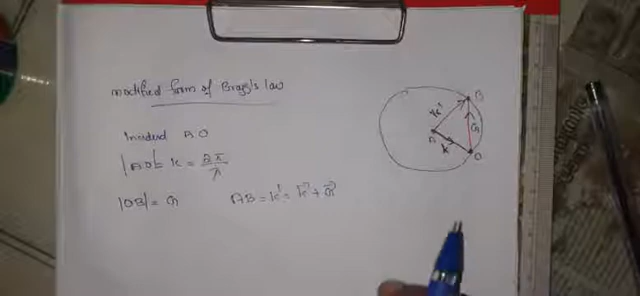 modified form of Bragg's law
Incident AO
|AO| = k = 2π/λ
|OB| = G
AB = k' = k⃗ + G⃗
B
k'
G
A
k
O